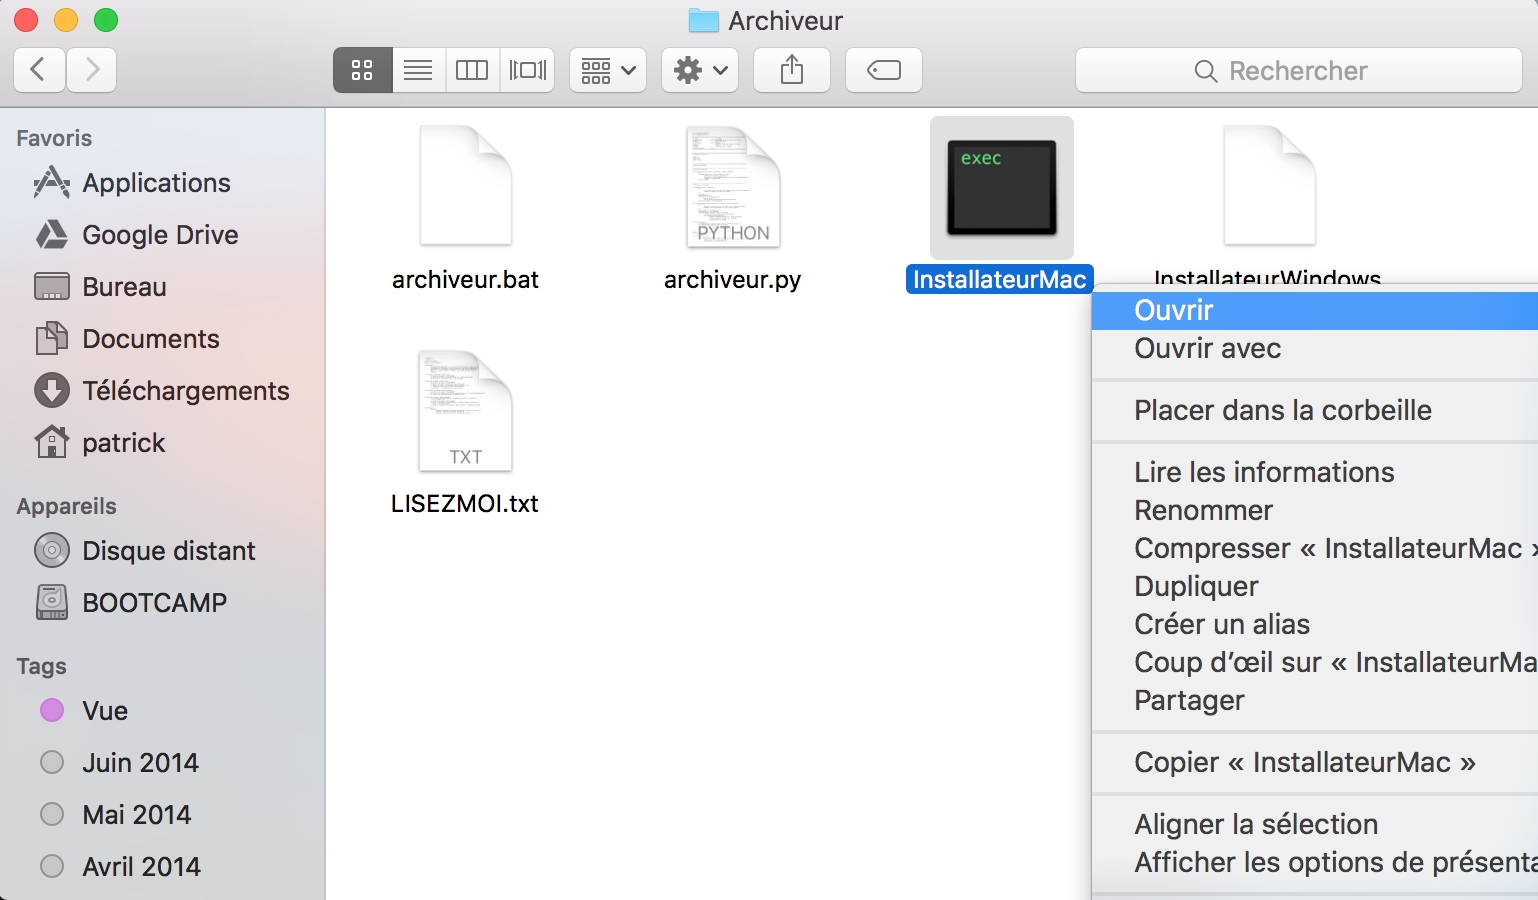 Archiveur
Rechercher
Favoris
Applications
Google Drive
Bureau
Documents
Téléchargements
patrick
Appareils
Disque distant
BOOTCAMP
Tags
Vue
Juin 2014
Mai 2014
Avril 2014
PYTHON
exec
archiveur.bat
archiveur.py
InstallateurMac
InstallateurWindows
TXT
LISEZMOI.txt
Ouvrir
Ouvrir avec
Placer dans la corbeille
Lire les informations
Renommer
Compresser « InstallateurMac »
Dupliquer
Créer un alias
Coup d’œil sur « InstallateurMa
Partager
Copier « InstallateurMac »
Aligner la sélection
Afficher les options de présenta